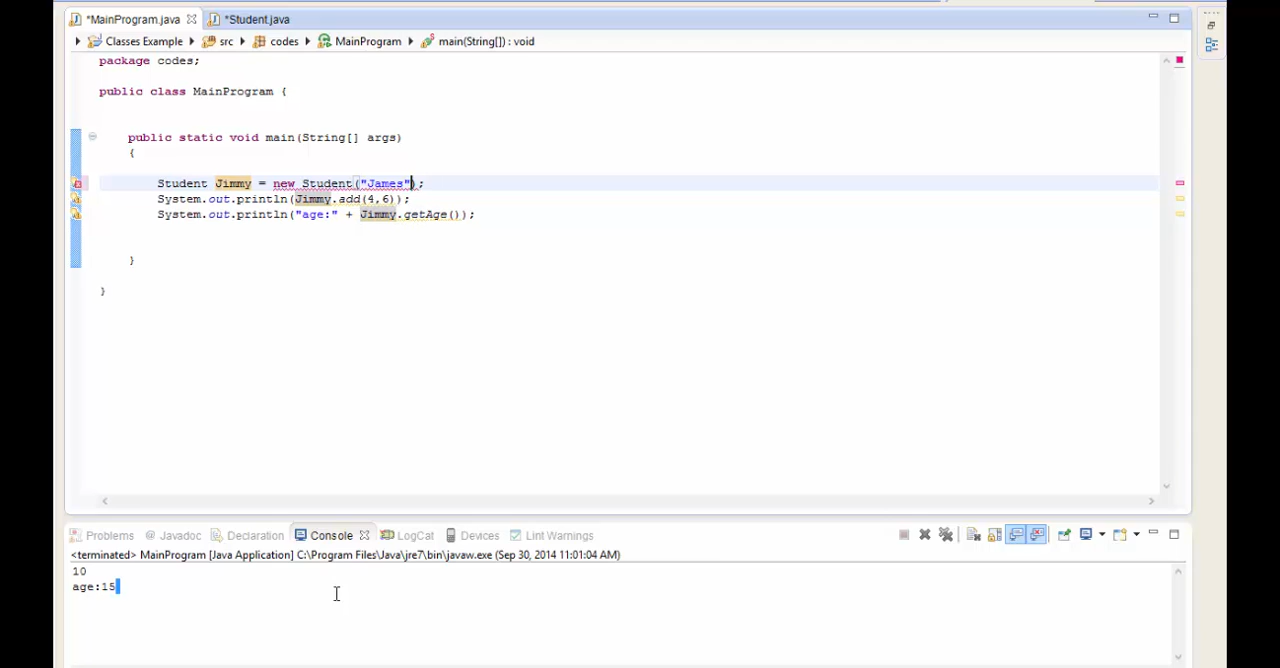 *MainProgram.java *Student.java
Classes Example src codes MainProgram main(String[]) : void
package codes;
public class MainProgram {
public static void main(String[] args)
{
Student Jimmy = new Student("James");
System.out.println(Jimmy.add(4,6));
System.out.println("age:" + Jimmy.getAge());
}
}
Problems @ Javadoc Declaration Console LogCat Devices Lint Warnings
<terminated> MainProgram [Java Application] C:\Program Files\Java\jre7\bin\javaw.exe (Sep 30, 2014 11:01:04 AM)
10
age:15